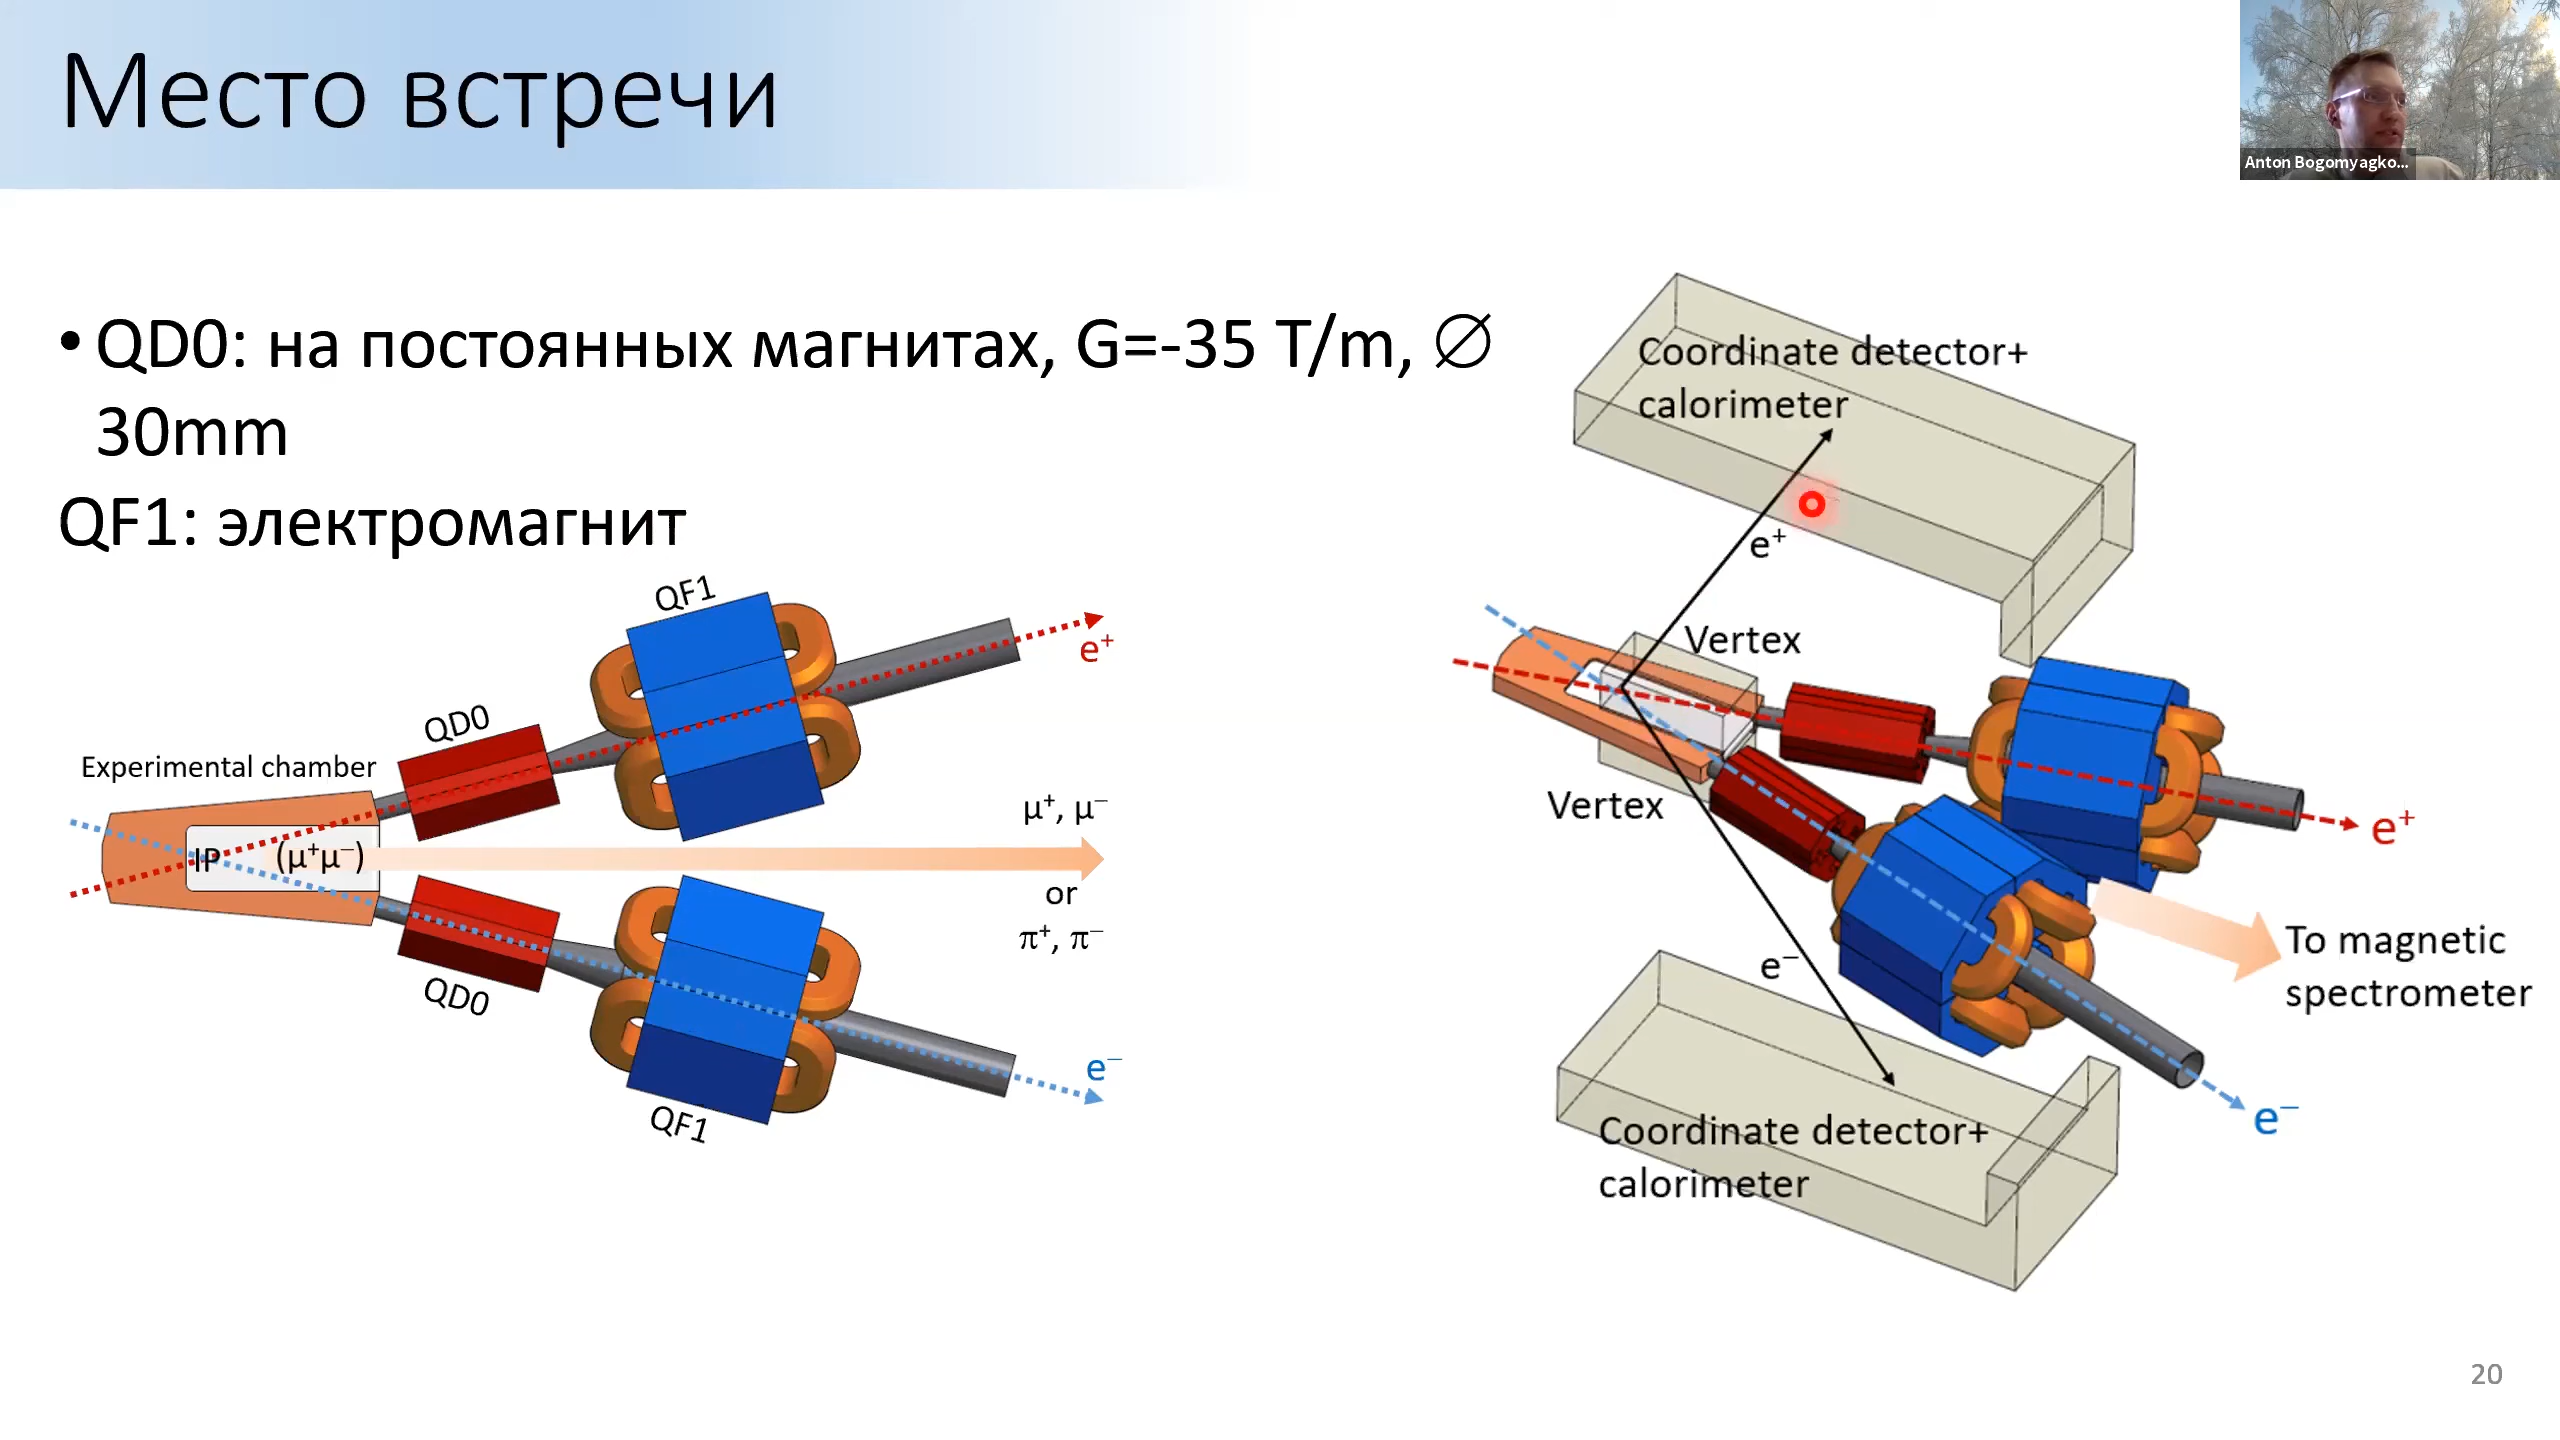 Место встречи
Anton Bogomyagko...
• QD0: на постоянных магнитах, G=-35 T/m, ∅
30mm
QF1: электромагнит
QF1
e⁺
QD0
Experimental chamber
μ⁺, μ⁻
IP
(μ⁺μ⁻)
or
π⁺, π⁻
QD0
e⁻
QF1
Coordinate detector+
calorimeter
e⁺
Vertex
Vertex
e⁺
To magnetic
spectrometer
e⁻
e⁻
Coordinate detector+
calorimeter
20